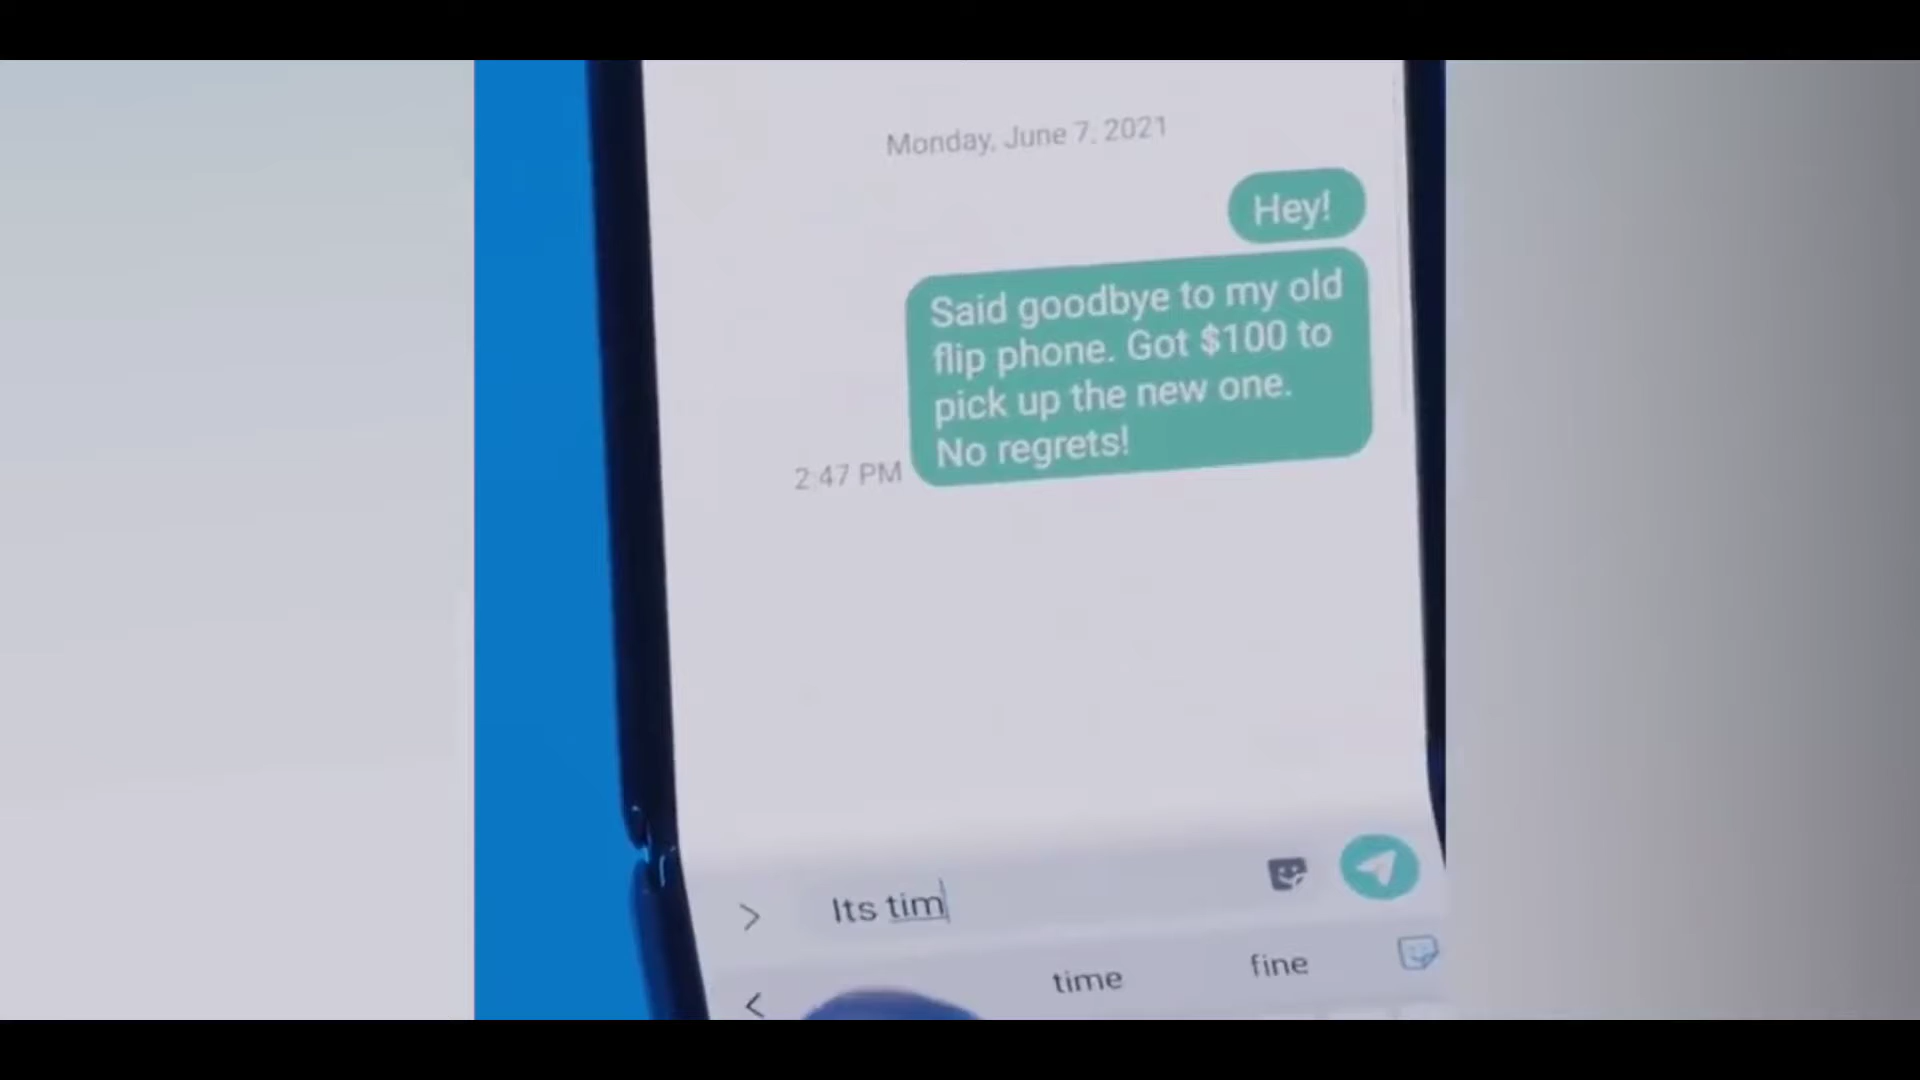 Monday, June 7, 2021
Hey!
Said goodbye to my old
flip phone. Got $100 to
pick up the new one.
No regrets!
2:47 PM
Its tim
time
fine